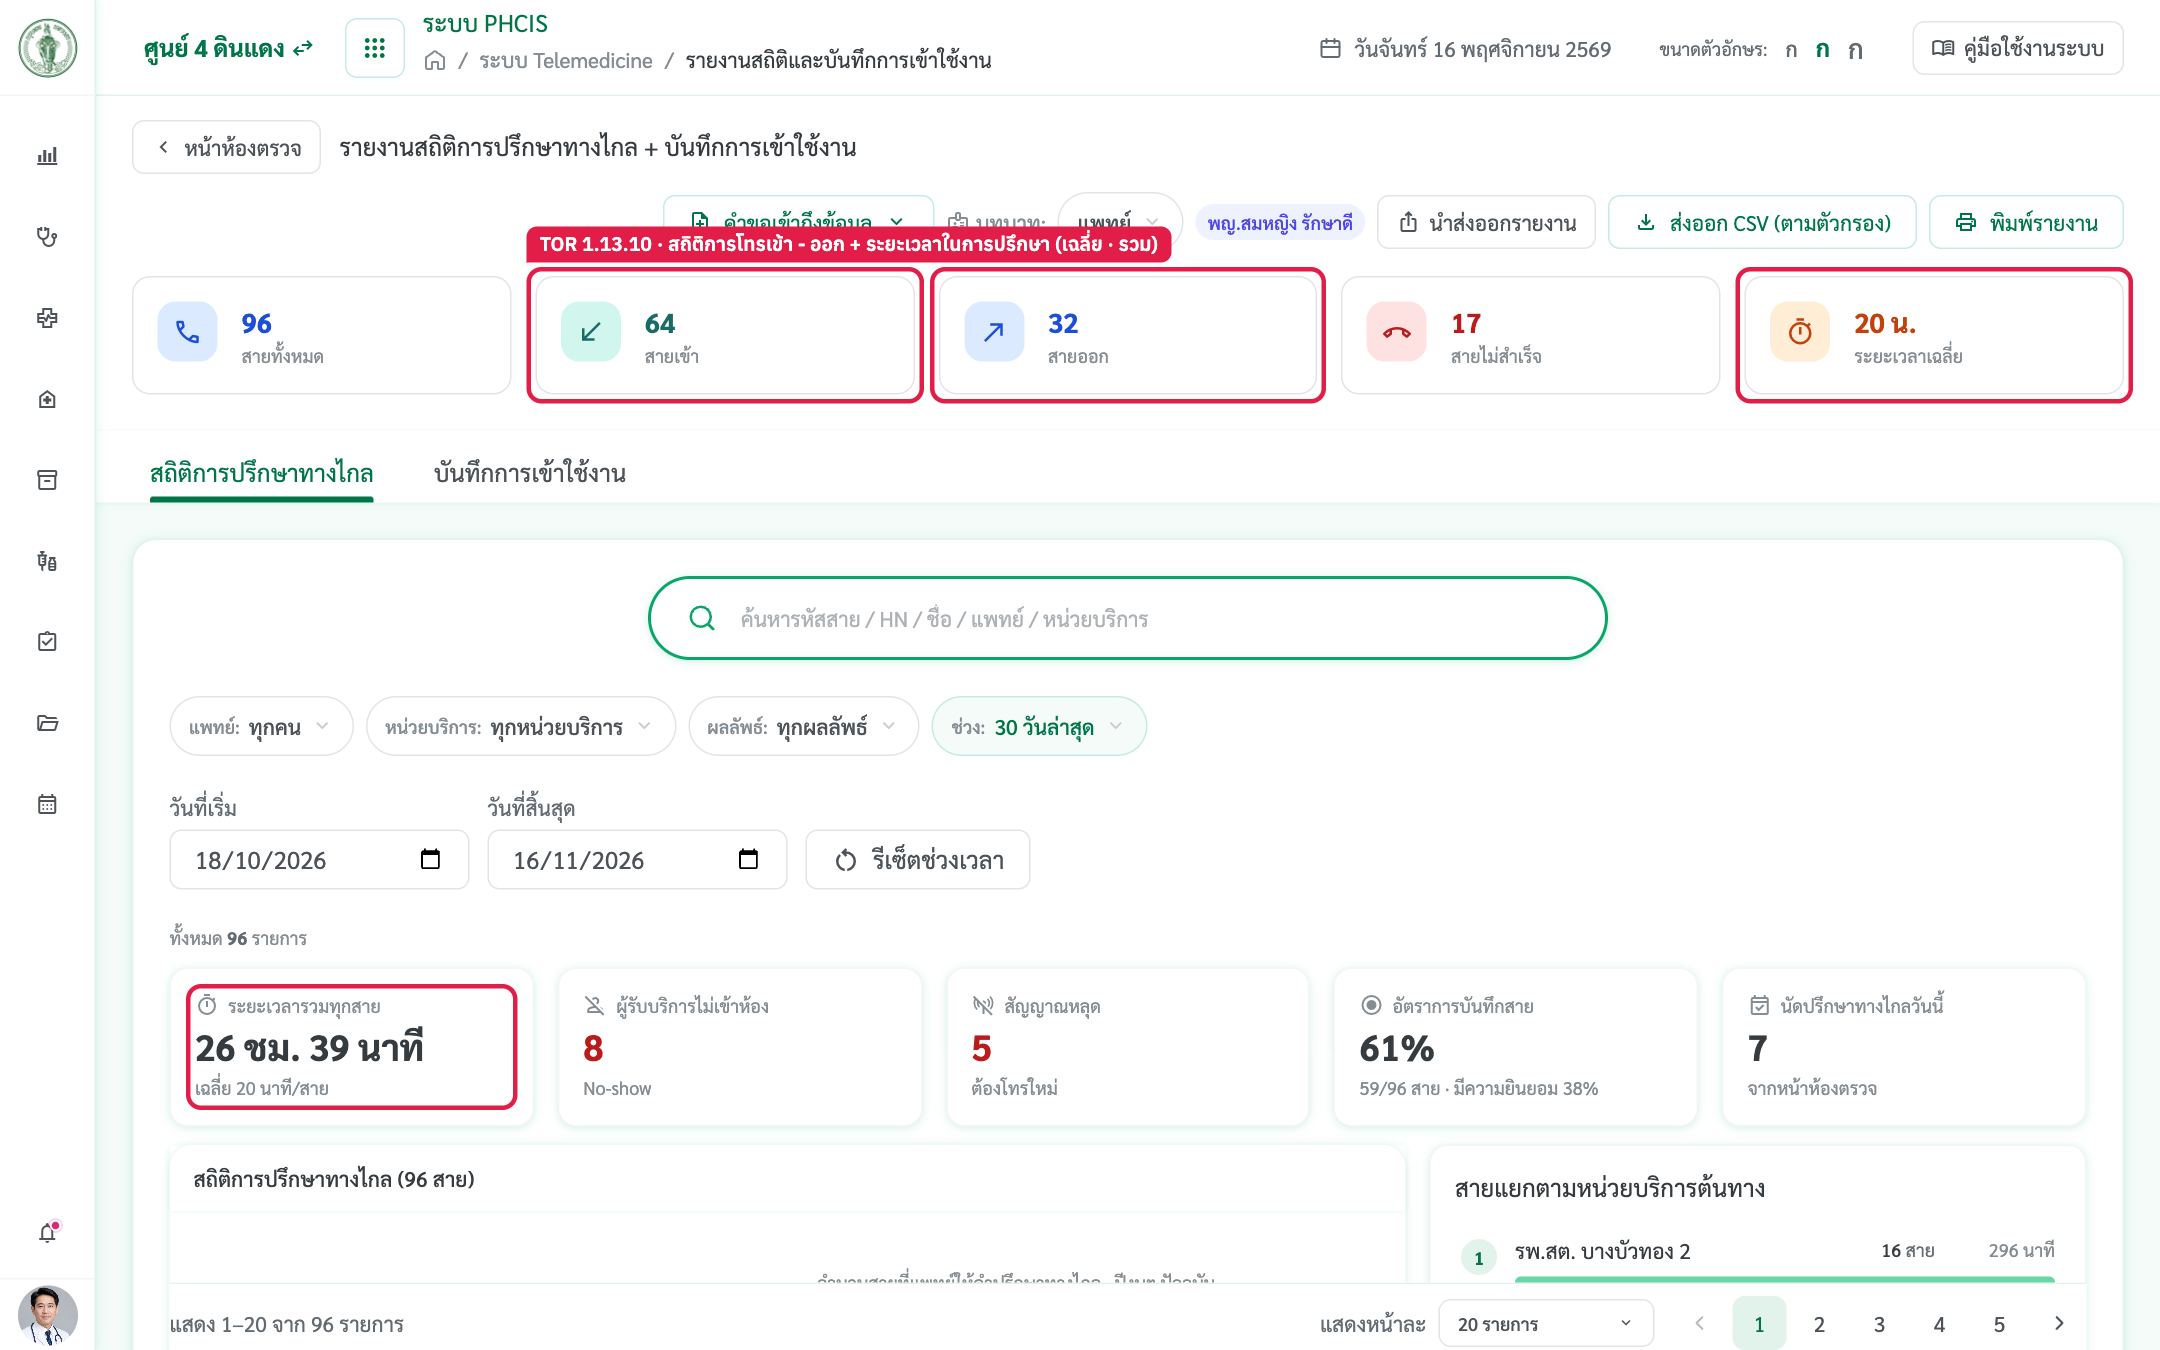 ศูนย์ 4 ดินแดง
ระบบ PHCIS
/ ระบบ Telemedicine / รายงานสถิติและบันทึกการเข้าใช้งาน
วันจันทร์ 16 พฤศจิกายน 2569
ขนาดตัวอักษร: ก ก ก
คู่มือใช้งานระบบ
หน้าห้องตรวจ
รายงานสถิติการปรึกษาทางไกล + บันทึกการเข้าใช้งาน
คำขอเข้าถึงข้อมูล
บทบาท: แพทย์
พญ.สมหญิง รักษาดี
นำส่งออกรายงาน
ส่งออก CSV (ตามตัวกรอง)
พิมพ์รายงาน
TOR 1.13.10 · สถิติการโทรเข้า - ออก + ระยะเวลาในการปรึกษา (เฉลี่ย · รวม)
96
สายทั้งหมด
64
สายเข้า
32
สายออก
17
สายไม่สำเร็จ
20 น.
ระยะเวลาเฉลี่ย
สถิติการปรึกษาทางไกล
บันทึกการเข้าใช้งาน
ค้นหารหัสสาย / HN / ชื่อ / แพทย์ / หน่วยบริการ
แพทย์: ทุกคน
หน่วยบริการ: ทุกหน่วยบริการ
ผลลัพธ์: ทุกผลลัพธ์
ช่วง: 30 วันล่าสุด
วันที่เริ่ม
วันที่สิ้นสุด
18/10/2026
16/11/2026
รีเซ็ตช่วงเวลา
ทั้งหมด 96 รายการ
ระยะเวลารวมทุกสาย
26 ชม. 39 นาที
เฉลี่ย 20 นาที/สาย
ผู้รับบริการไม่เข้าห้อง
8
No-show
สัญญาณหลุด
5
ต้องโทรใหม่
อัตราการบันทึกสาย
61%
59/96 สาย · มีความยินยอม 38%
นัดปรึกษาทางไกลวันนี้
7
จากหน้าห้องตรวจ
สถิติการปรึกษาทางไกล (96 สาย)
สายแยกตามหน่วยบริการต้นทาง
1 รพ.สต. บางบัวทอง 2 16 สาย 296 นาที
แสดง 1–20 จาก 96 รายการ
แสดงหน้าละ 20 รายการ
1 2 3 4 5